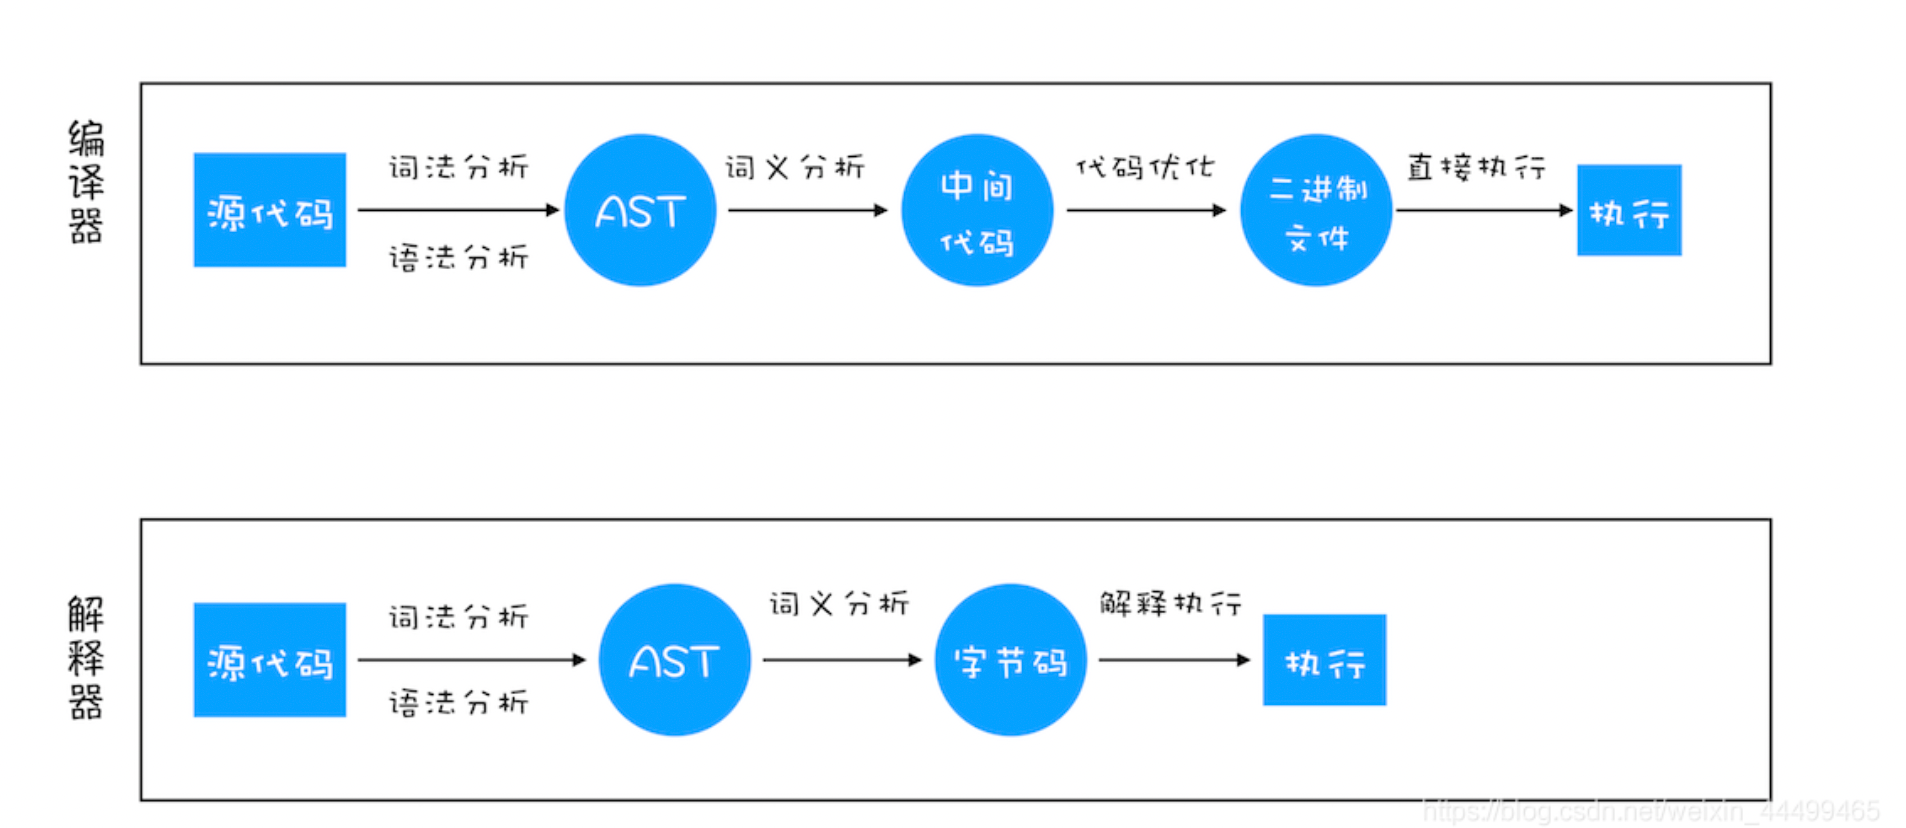 编译器
源代码
词法分析
语法分析
AST
词义分析
中间
代码
代码优化
二进制
文件
直接执行
执行
解释器
源代码
词法分析
语法分析
AST
词义分析
字节码
解释执行
执行
https://blog.csdn.net/weixin_44499465